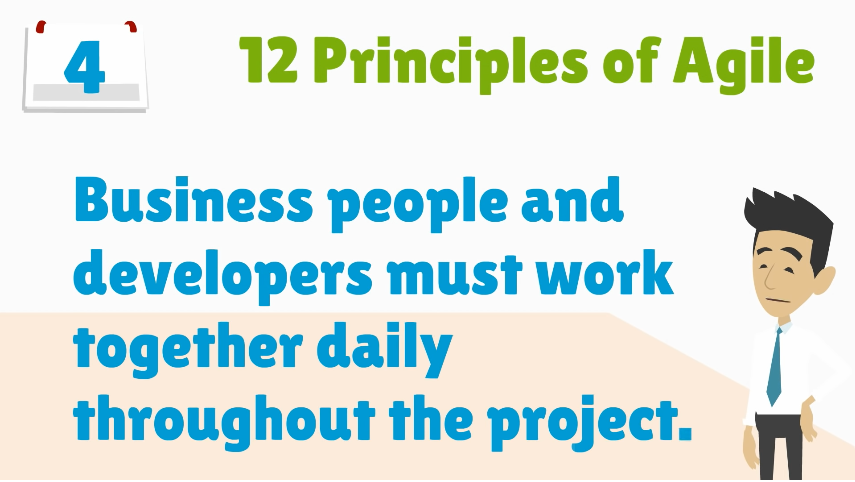 4
12 Principles of Agile
Business people and
developers must work
together daily
throughout the project.